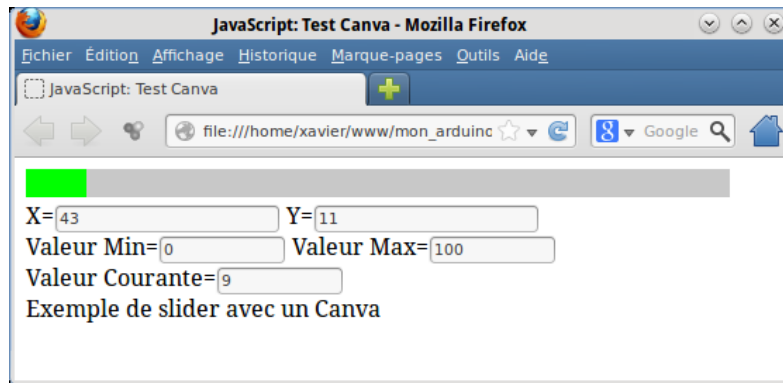 JavaScript: Test Canva - Mozilla Firefox
Fichier Édition Affichage Historique Marque-pages Outils Aide
JavaScript: Test Canva
file:///home/xavier/www/mon_arduino Google
X=43 Y=11
Valeur Min=0 Valeur Max=100
Valeur Courante=9
Exemple de slider avec un Canva